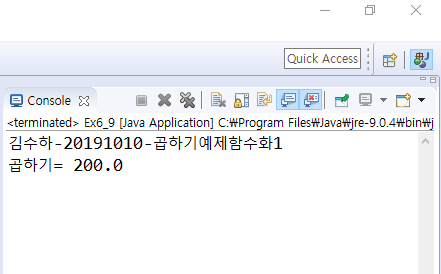 Quick Access
Console
<terminated> Ex6_9 [Java Application] C:₩Program Files₩Java₩jre-9.0.4₩bin₩j
김수하-20191010-곱하기예제함수화1
곱하기= 200.0